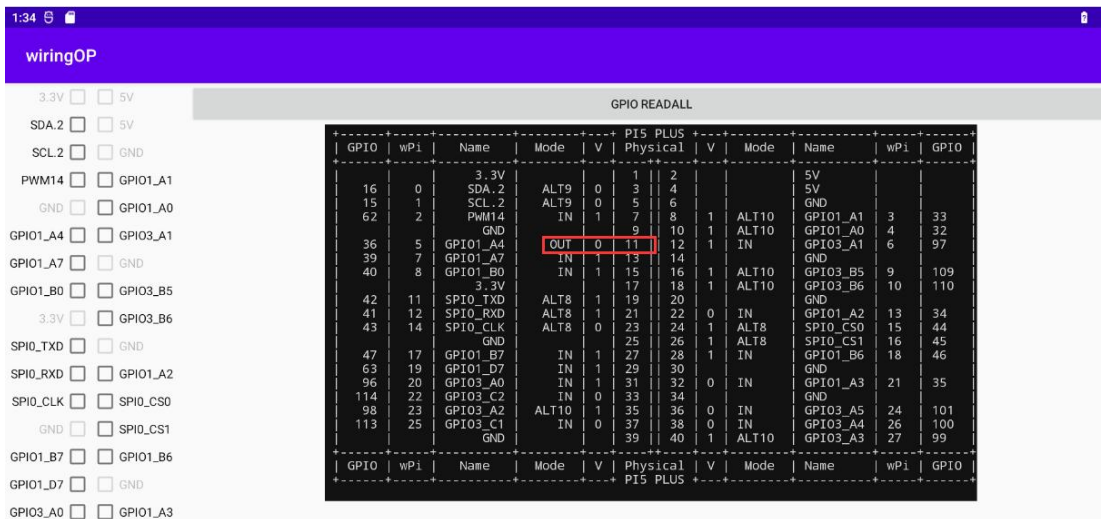 1:34
wiringOP
3.3V 5V
SDA.2 5V
SCL.2 GND
PWM14 GPIO1_A1
GND GPIO1_A0
GPIO1_A4 GPIO3_A1
GPIO1_A7 GND
GPIO1_B0 GPIO3_B5
3.3V GPIO3_B6
SPI0_TXD GND
SPI0_RXD GPIO1_A2
SPI0_CLK SPI0_CS0
GND SPI0_CS1
GPIO1_B7 GPIO1_B6
GPIO1_D7 GND
GPIO3_A0 GPIO1_A3
GPIO READALL
+------+-----+----------+--------+---+ PI5 PLUS +---+--------+----------+-----+------+
| GPIO | wPi | Name | Mode | V | Physical | V | Mode | Name | wPi | GPIO |
+------+-----+----------+--------+---+----++----+---+--------+----------+-----+------+
| | | 3.3V | | | 1 || 2 | | | 5V | | |
| 16 | 0 | SDA.2 | ALT9 | 0 | 3 || 4 | | | 5V | | |
| 15 | 1 | SCL.2 | ALT9 | 0 | 5 || 6 | | | GND | | |
| 62 | 2 | PWM14 | IN | 1 | 7 || 8 | 1 | ALT10 | GPIO1_A1 | 3 | 33 |
| | | GND | | | 9 || 10 | 1 | ALT10 | GPIO1_A0 | 4 | 32 |
| 36 | 5 | GPIO1_A4 | OUT | 0 | 11 || 12 | 1 | IN | GPIO3_A1 | 6 | 97 |
| 39 | 7 | GPIO1_A7 | IN | 1 | 13 || 14 | | | GND | | |
| 40 | 8 | GPIO1_B0 | IN | 1 | 15 || 16 | 1 | ALT10 | GPIO3_B5 | 9 | 109 |
| | | 3.3V | | | 17 || 18 | 1 | ALT10 | GPIO3_B6 | 10 | 110 |
| 42 | 11 | SPI0_TXD | ALT8 | 1 | 19 || 20 | | | GND | | |
| 41 | 12 | SPI0_RXD | ALT8 | 1 | 21 || 22 | 0 | IN | GPIO1_A2 | 13 | 34 |
| 43 | 14 | SPI0_CLK | ALT8 | 0 | 23 || 24 | 1 | ALT8 | SPI0_CS0 | 15 | 44 |
| | | GND | | | 25 || 26 | 1 | ALT8 | SPI0_CS1 | 16 | 45 |
| 47 | 17 | GPIO1_B7 | IN | 1 | 27 || 28 | 1 | IN | GPIO1_B6 | 18 | 46 |
| 63 | 19 | GPIO1_D7 | IN | 1 | 29 || 30 | | | GND | | |
| 96 | 20 | GPIO3_A0 | IN | 1 | 31 || 32 | 0 | IN | GPIO1_A3 | 21 | 35 |
| 114 | 22 | GPIO3_C2 | IN | 0 | 33 || 34 | | | GND | | |
| 98 | 23 | GPIO3_A2 | ALT10 | 1 | 35 || 36 | 0 | IN | GPIO3_A5 | 24 | 101 |
| 113 | 25 | GPIO3_C1 | IN | 0 | 37 || 38 | 0 | IN | GPIO3_A4 | 26 | 100 |
| | | GND | | | 39 || 40 | 1 | ALT10 | GPIO3_A3 | 27 | 99 |
+------+-----+----------+--------+---+----++----+---+--------+----------+-----+------+
| GPIO | wPi | Name | Mode | V | Physical | V | Mode | Name | wPi | GPIO |
+------+-----+----------+--------+---+ PI5 PLUS +---+--------+----------+-----+------+